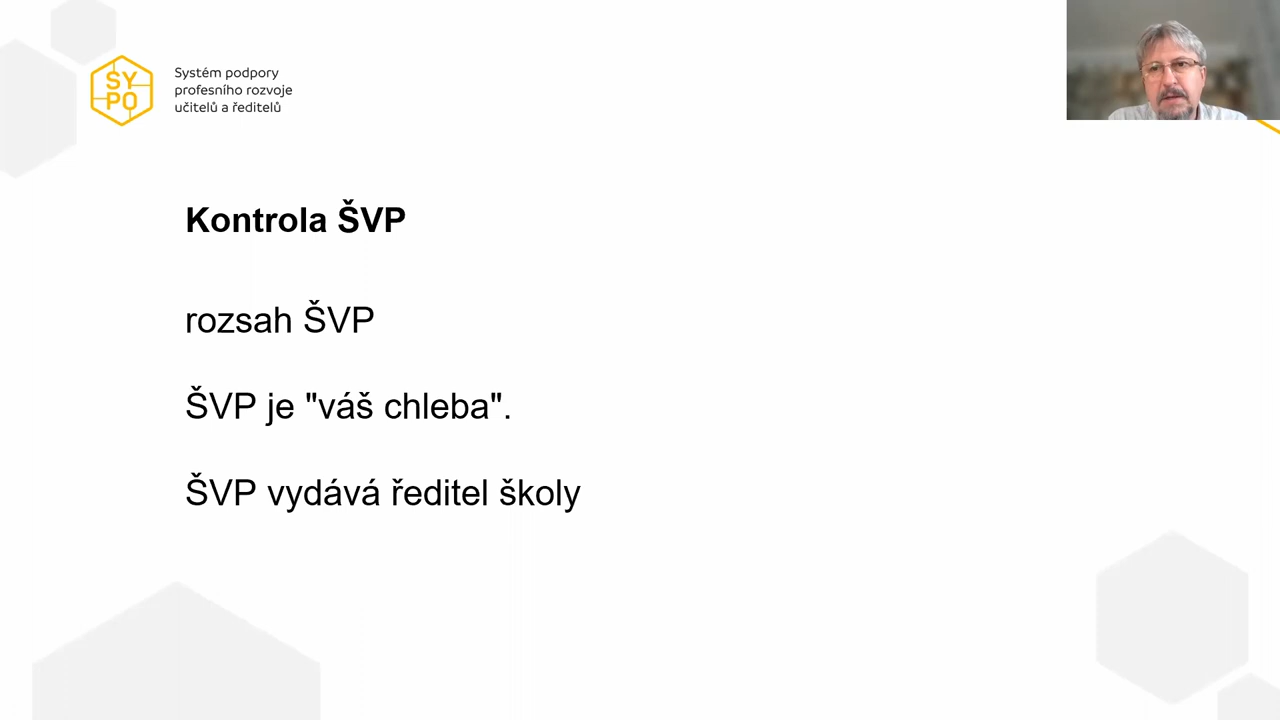 SY
PO
Systém podpory
profesního rozvoje
učitelů a ředitelů
Kontrola ŠVP
rozsah ŠVP
ŠVP je "váš chleba".
ŠVP vydává ředitel školy